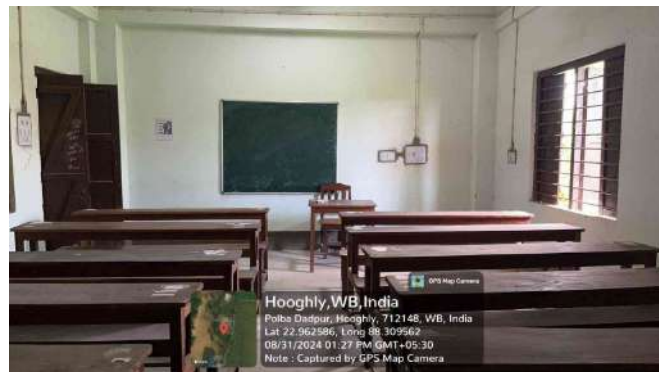 GPS Map Camera
Hooghly,WB,India
Polba Dadpur, Hooghly, 712148, WB, India
Lat 22.962586, Long 88.309562
08/31/2024 01:27 PM GMT+05:30
Note : Captured by GPS Map Camera